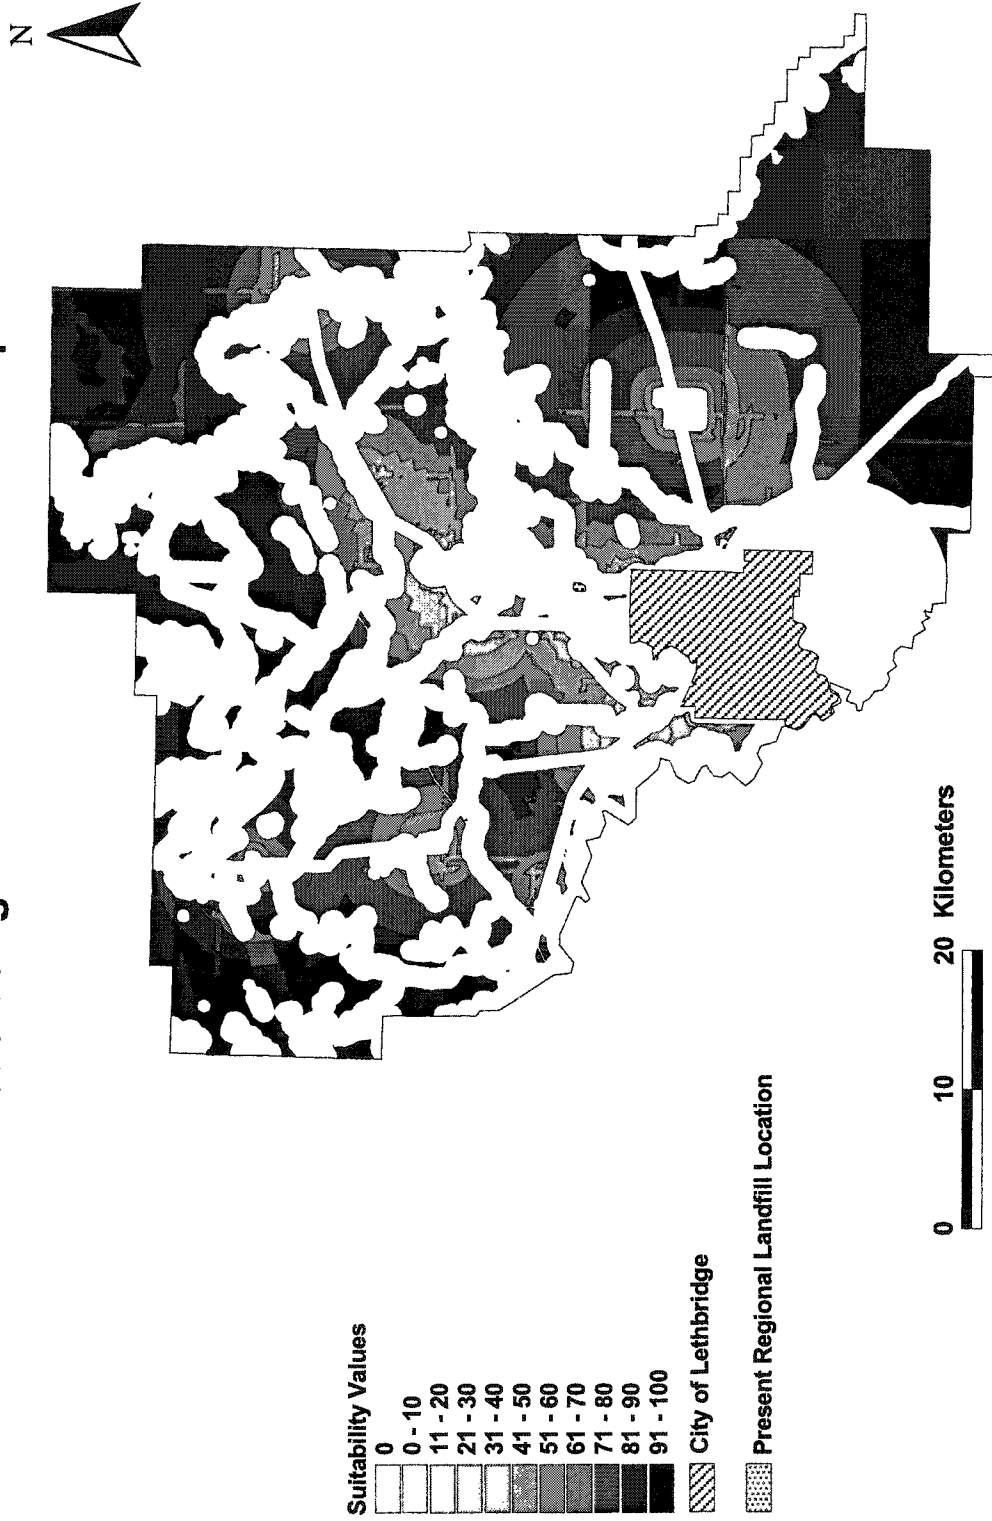 N
Suitability Values
0
0 - 10
11 - 20
21 - 30
31 - 40
41 - 50
51 - 60
61 - 70
71 - 80
81 - 90
91 - 100
City of Lethbridge
Present Regional Landfill Location
0 10 20 Kilometers